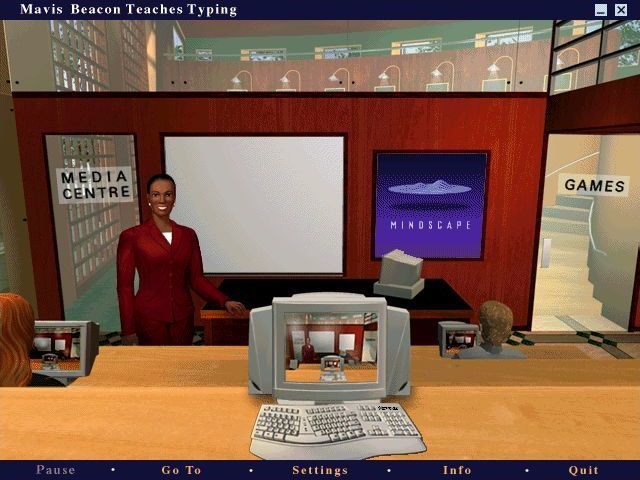 Mavis Beacon Teaches Typing
MEDIA
CENTRE
MINDSCAPE
GAMES
Pause • Go To • Settings • Info • Quit